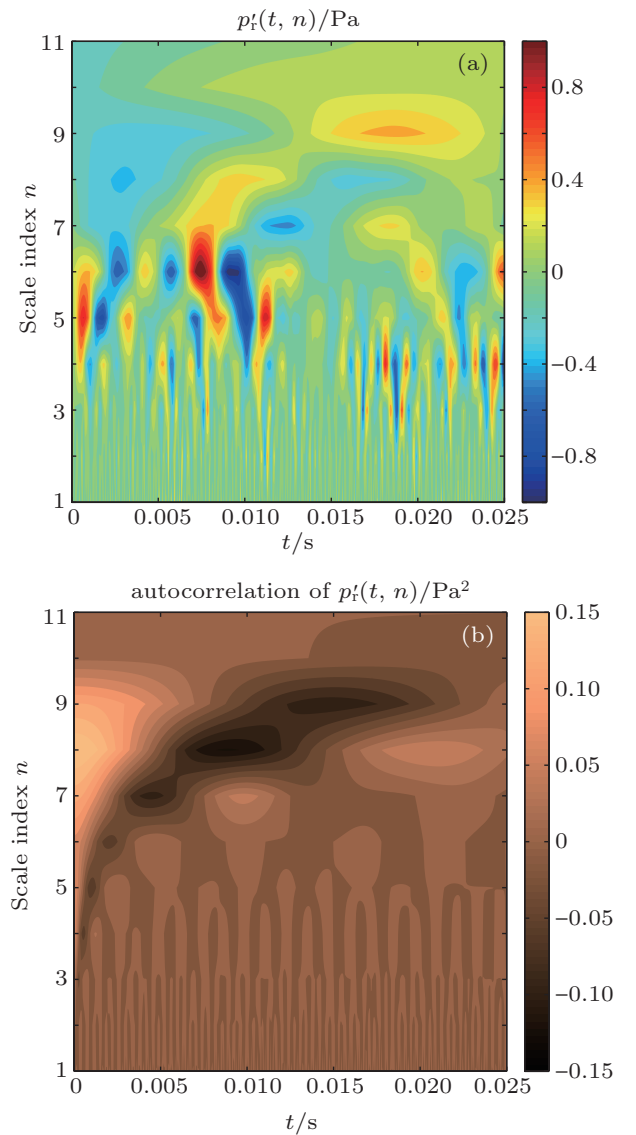 p′r(t, n)/Pa
(a)
11
9
7
5
3
1
Scale index n
0 0.005 0.010 0.015 0.020 0.025
t/s
0.8
0.4
0
−0.4
−0.8
autocorrelation of p′r(t, n)/Pa²
(b)
11
9
7
5
3
1
Scale index n
0 0.005 0.010 0.015 0.020 0.025
t/s
0.15
0.10
0.05
0
−0.05
−0.10
−0.15